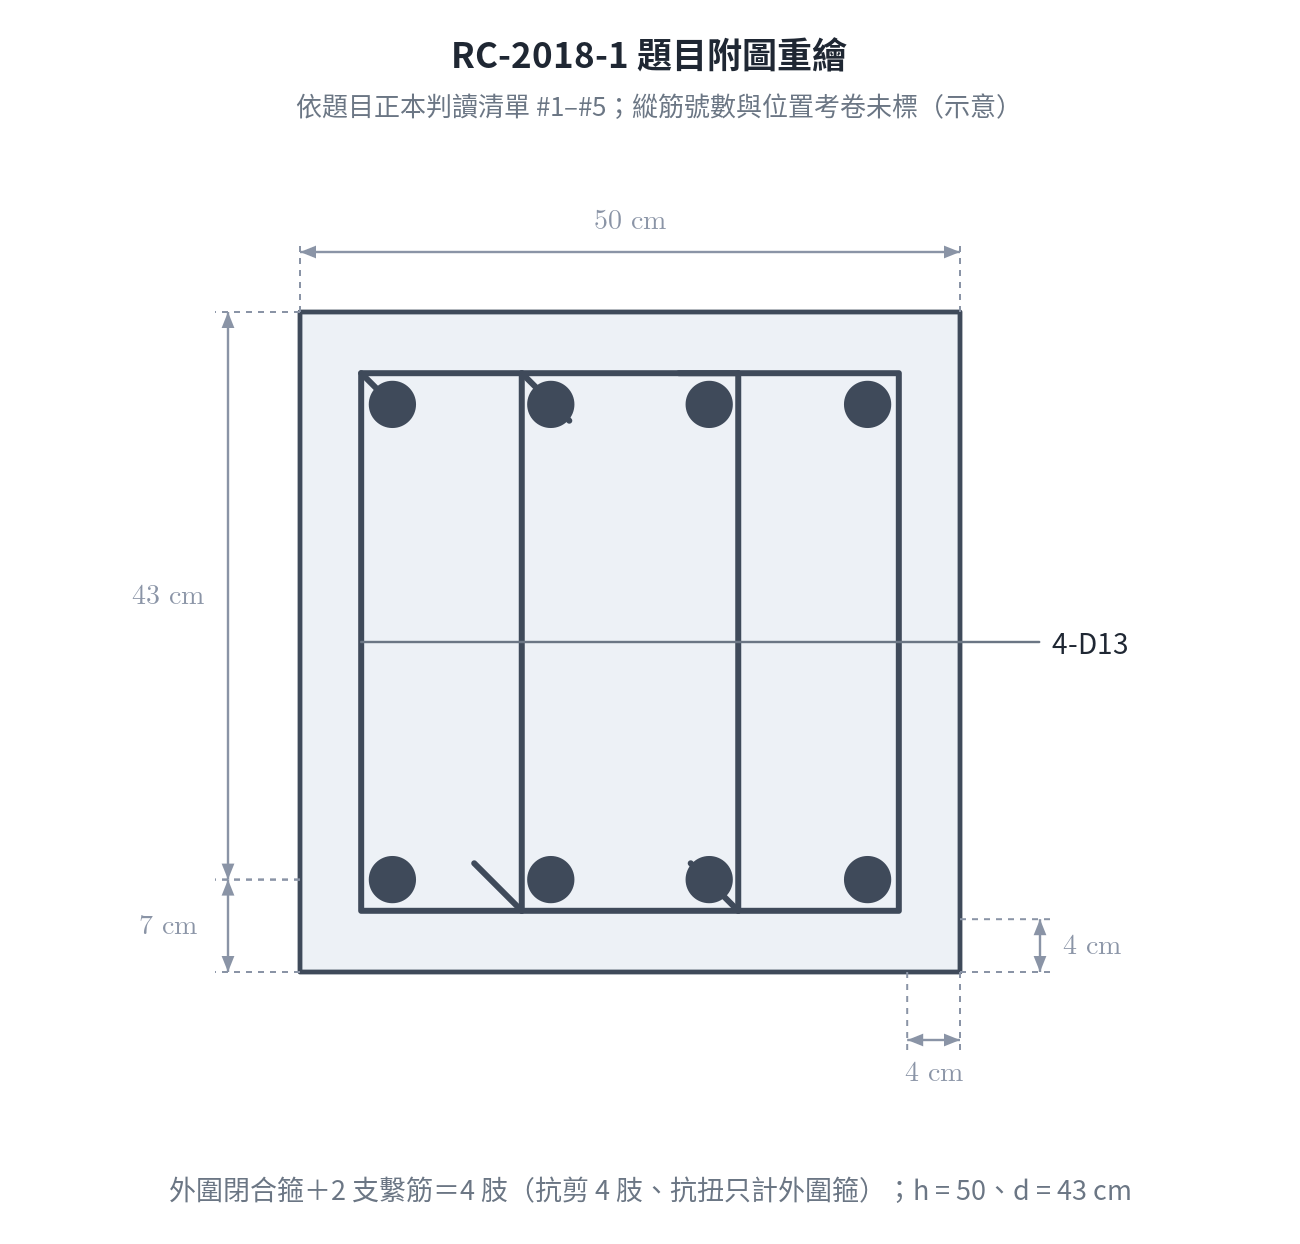 RC-2018-1 題目附圖重繪
依題目正本判讀清單 #1–#5；縱筋號數與位置考卷未標（示意）
50 cm
43 cm
4-D13
7 cm
4 cm
4 cm
外圍閉合箍＋2 支繫筋＝4 肢（抗剪 4 肢、抗扭只計外圍箍）；h = 50、d = 43 cm